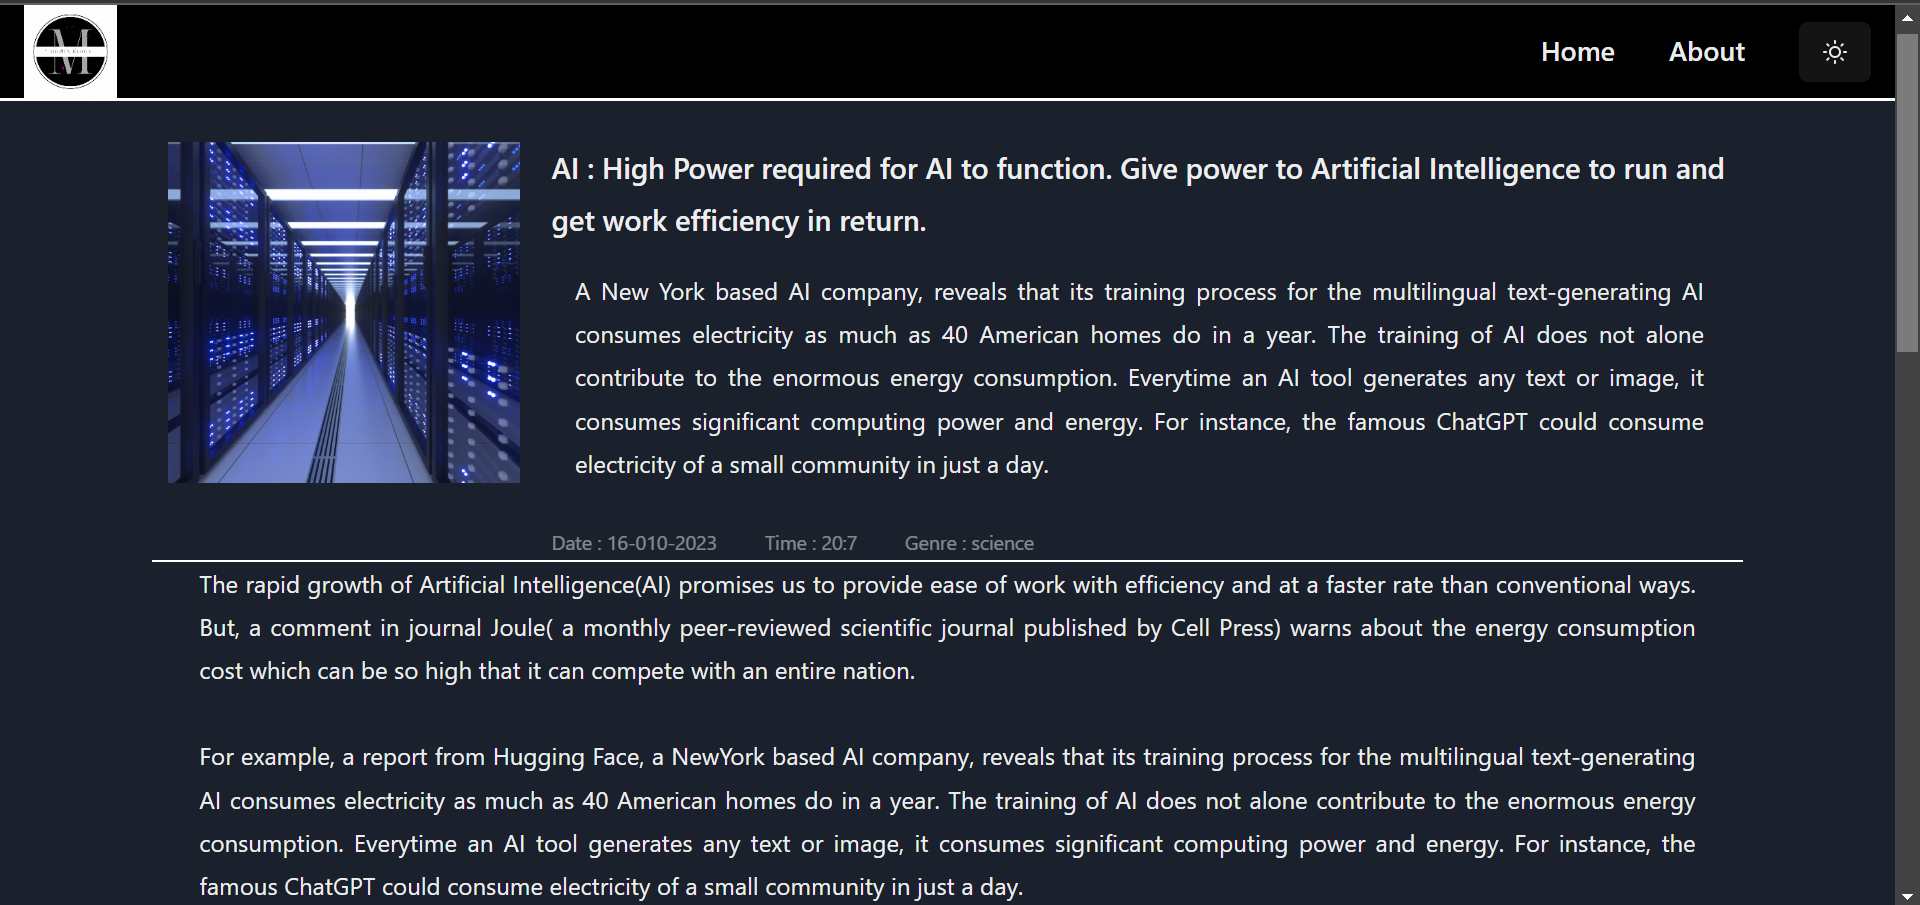 M
Home
About
AI : High Power required for AI to function. Give power to Artificial Intelligence to run and
get work efficiency in return.
A New York based AI company, reveals that its training process for the multilingual text-generating AI
consumes electricity as much as 40 American homes do in a year. The training of AI does not alone
contribute to the enormous energy consumption. Everytime an AI tool generates any text or image, it
consumes significant computing power and energy. For instance, the famous ChatGPT could consume
electricity of a small community in just a day.
Date : 16-010-2023
Time : 20:7
Genre : science
The rapid growth of Artificial Intelligence(AI) promises us to provide ease of work with efficiency and at a faster rate than conventional ways.
But, a comment in journal Joule( a monthly peer-reviewed scientific journal published by Cell Press) warns about the energy consumption
cost which can be so high that it can compete with an entire nation.
For example, a report from Hugging Face, a NewYork based AI company, reveals that its training process for the multilingual text-generating
AI consumes electricity as much as 40 American homes do in a year. The training of AI does not alone contribute to the enormous energy
consumption. Everytime an AI tool generates any text or image, it consumes significant computing power and energy. For instance, the
famous ChatGPT could consume electricity of a small community in just a day.